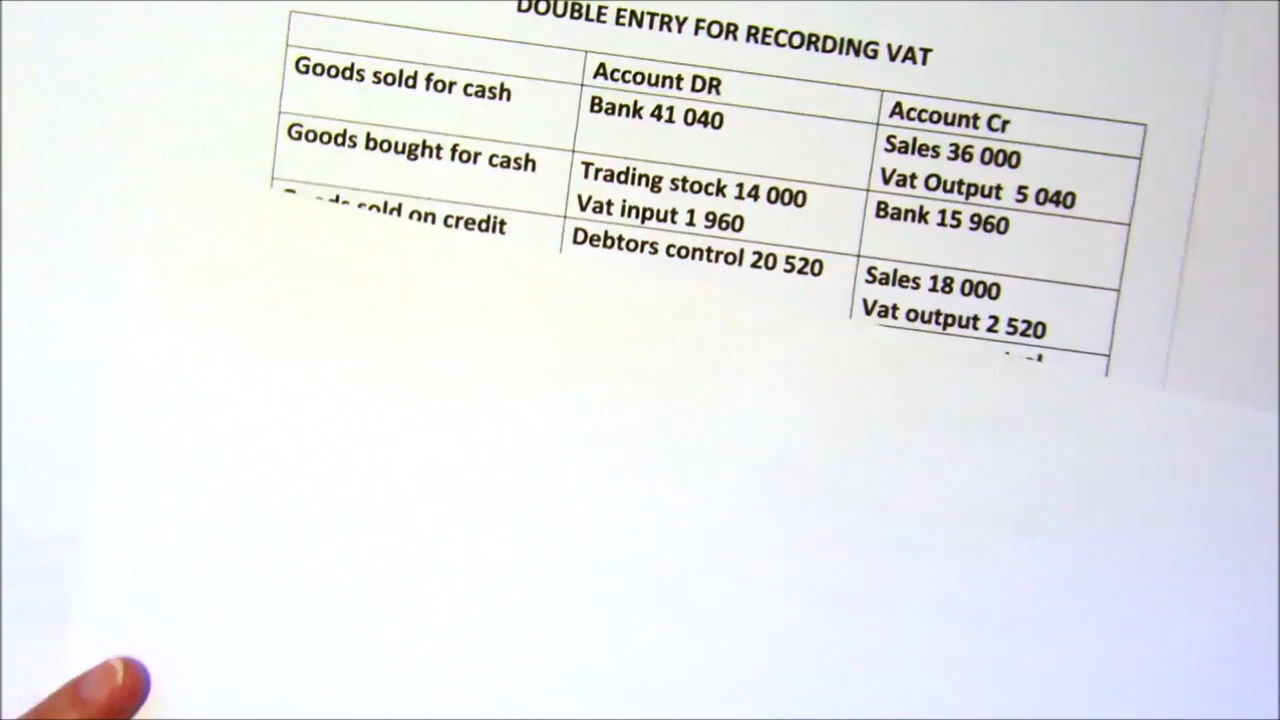 DOUBLE ENTRY FOR RECORDING VAT
Account DR
Account Cr
Goods sold for cash
Bank 41 040
Sales 36 000
Vat Output 5 040
Goods bought for cash
Trading stock 14 000
Vat input 1 960
Bank 15 960
sold on credit
Debtors control 20 520
Sales 18 000
Vat output 2 520